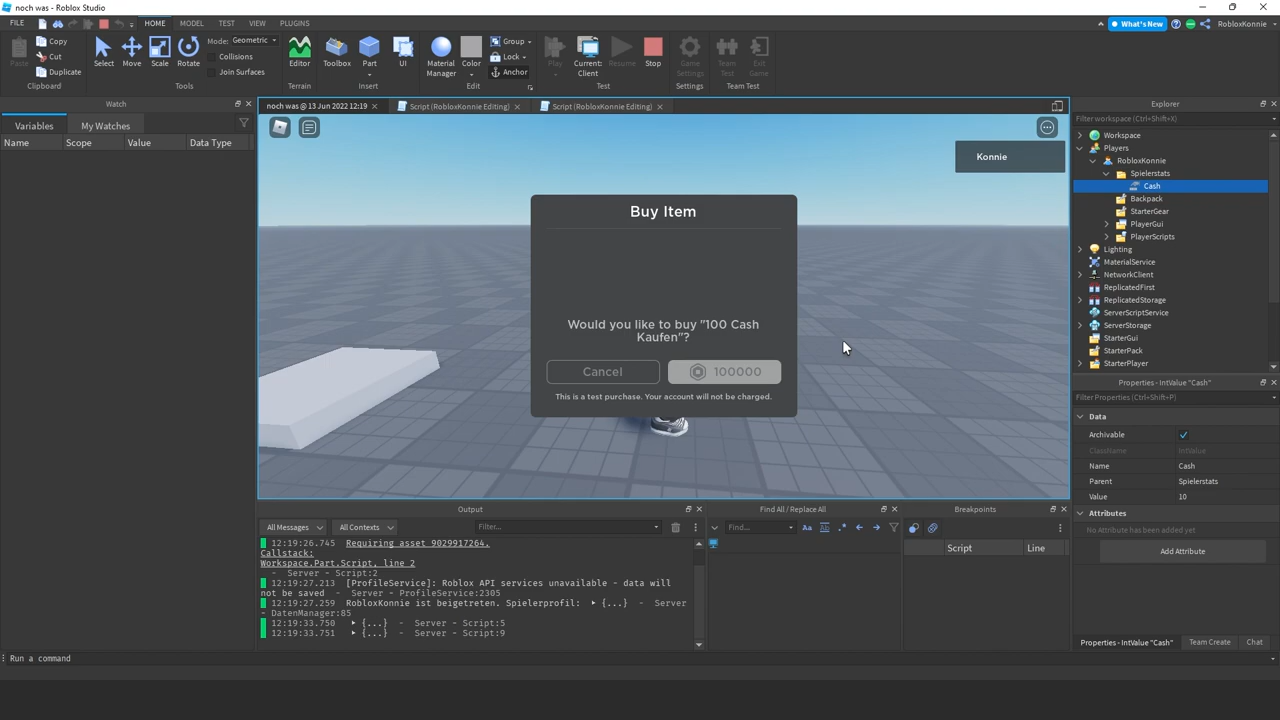 noch was - Roblox Studio
FILE HOME MODEL TEST VIEW PLUGINS What's New RobloxKonnie
Paste Copy Cut Duplicate Clipboard
Select Move Scale Rotate Mode: Geometric Collisions Join Surfaces Tools
Editor Terrain
Toolbox Part UI Insert
Material Manager Color Group Lock Anchor Edit
Play Current: Client Resume Stop Test
Game Settings Settings
Team Test Exit Game Team Test
Watch
Variables My Watches
Name Scope Value Data Type
noch was @ 13 Jun 2022 12:19 Script (RobloxKonnie Editing) Script (RobloxKonnie Editing)
Konnie
Buy Item
Would you like to buy "100 Cash
Kaufen"?
Cancel 100000
This is a test purchase. Your account will not be charged.
Explorer
Filter workspace (Ctrl+Shift+X)
Workspace
Players
RobloxKonnie
Spielerstats
Cash
Backpack
StarterGear
PlayerGui
PlayerScripts
Lighting
MaterialService
NetworkClient
ReplicatedFirst
ReplicatedStorage
ServerScriptService
ServerStorage
StarterGui
StarterPack
StarterPlayer
Properties - IntValue "Cash"
Filter Properties (Ctrl+Shift+P)
Data
Archivable
ClassName IntValue
Name Cash
Parent Spielerstats
Value 10
Attributes
No Attribute has been added yet
Add Attribute
Properties - IntValue "Cash" Team Create Chat
Output
All Messages All Contexts Filter...
12:19:26.745 Requiring asset 9029917264.
Callstack:
Workspace.Part.Script, line 2
- Server - Script:2
12:19:27.213 [ProfileService]: Roblox API services unavailable - data will
not be saved - Server - ProfileService:2305
12:19:27.259 RobloxKonnie ist beigetreten. Spielerprofil: ▶ {...} - Server
- DatenManager:85
12:19:33.750 ▶ {...} - Server - Script:5
12:19:33.751 ▶ {...} - Server - Script:9
Find All / Replace All
Find... Aa ab .*
Breakpoints
Script Line
Run a command